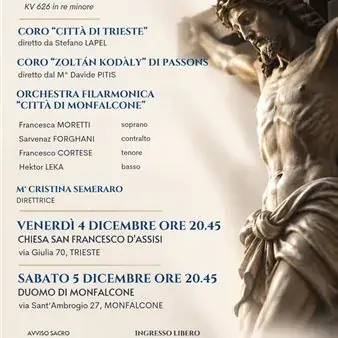 KV 626 in re minore
CORO "CITTÀ DI TRIESTE"
diretto da Stefano LAPEL
CORO "ZOLTÁN KODÀLY" DI PASSONS
diretto dal M° Davide PITIS
ORCHESTRA FILARMONICA
"CITTÀ DI MONFALCONE"
Francesca MORETTI soprano
Sarvenaz FORGHANI contralto
Francesco CORTESE tenore
Hektor LEKA basso
M° CRISTINA SEMERARO
DIRETTRICE
VENERDÌ 4 DICEMBRE ORE 20.45
CHIESA SAN FRANCESCO D'ASSISI
via Giulia 70, TRIESTE
SABATO 5 DICEMBRE ORE 20.45
DUOMO DI MONFALCONE
via Sant'Ambrogio 27, MONFALCONE
AVVISO SACRO INGRESSO LIBERO